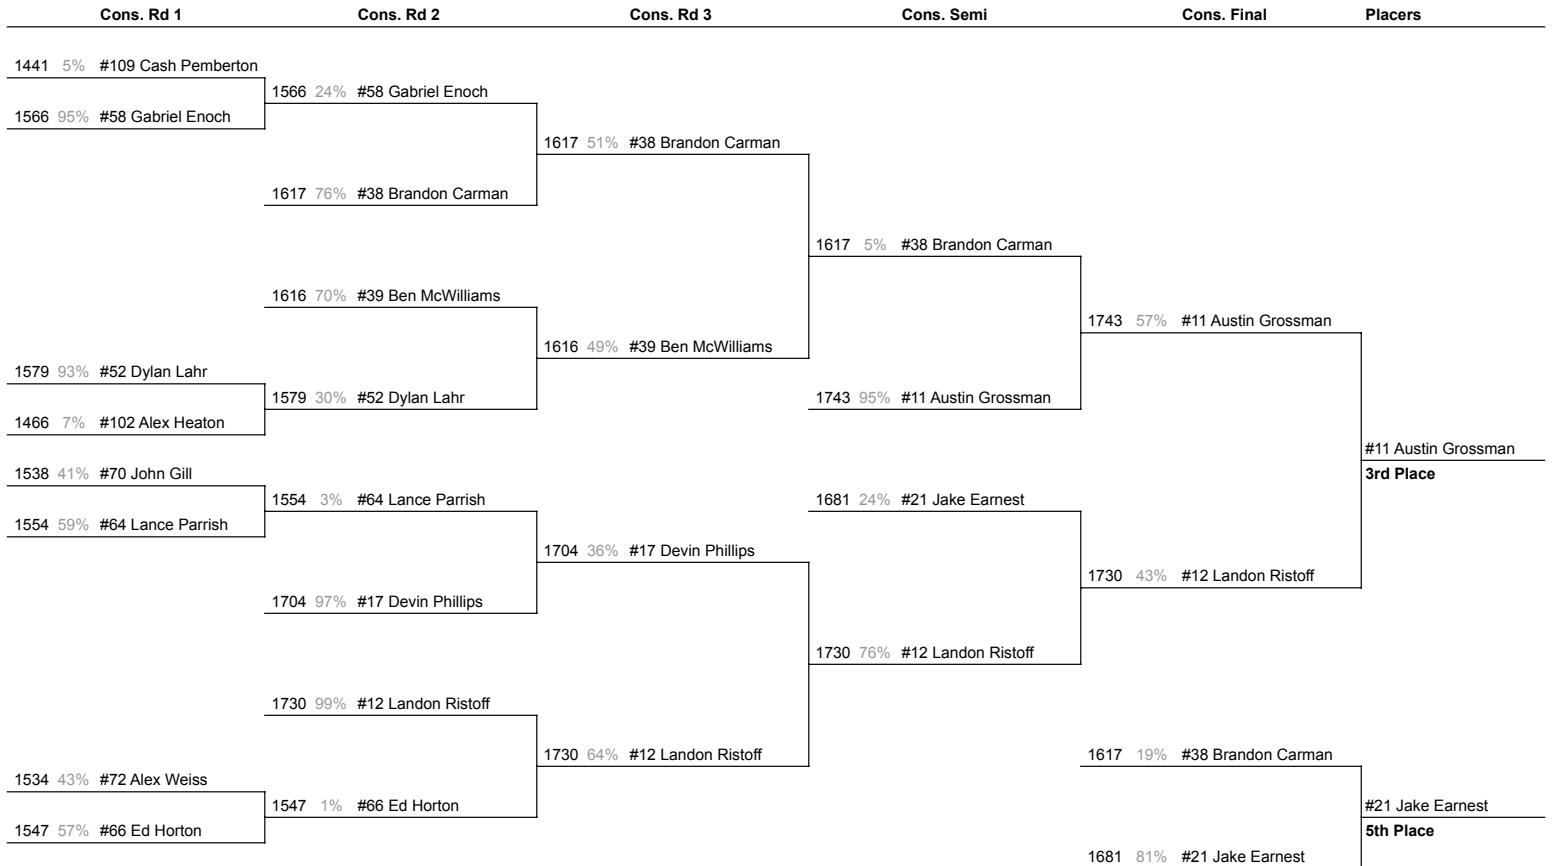 Cons. Rd 1 Cons. Rd 2 Cons. Rd 3 Cons. Semi Cons. Final Placers
1441 5% #109 Cash Pemberton
1566 24% #58 Gabriel Enoch
1566 95% #58 Gabriel Enoch
1617 51% #38 Brandon Carman
1617 76% #38 Brandon Carman
1617 5% #38 Brandon Carman
1616 70% #39 Ben McWilliams
1743 57% #11 Austin Grossman
1616 49% #39 Ben McWilliams
1579 93% #52 Dylan Lahr
1579 30% #52 Dylan Lahr
1743 95% #11 Austin Grossman
1466 7% #102 Alex Heaton
#11 Austin Grossman
1538 41% #70 John Gill
3rd Place
1554 3% #64 Lance Parrish
1681 24% #21 Jake Earnest
1554 59% #64 Lance Parrish
1704 36% #17 Devin Phillips
1730 43% #12 Landon Ristoff
1704 97% #17 Devin Phillips
1730 76% #12 Landon Ristoff
1730 99% #12 Landon Ristoff
1730 64% #12 Landon Ristoff
1617 19% #38 Brandon Carman
1534 43% #72 Alex Weiss
1547 1% #66 Ed Horton
#21 Jake Earnest
1547 57% #66 Ed Horton
5th Place
1681 81% #21 Jake Earnest